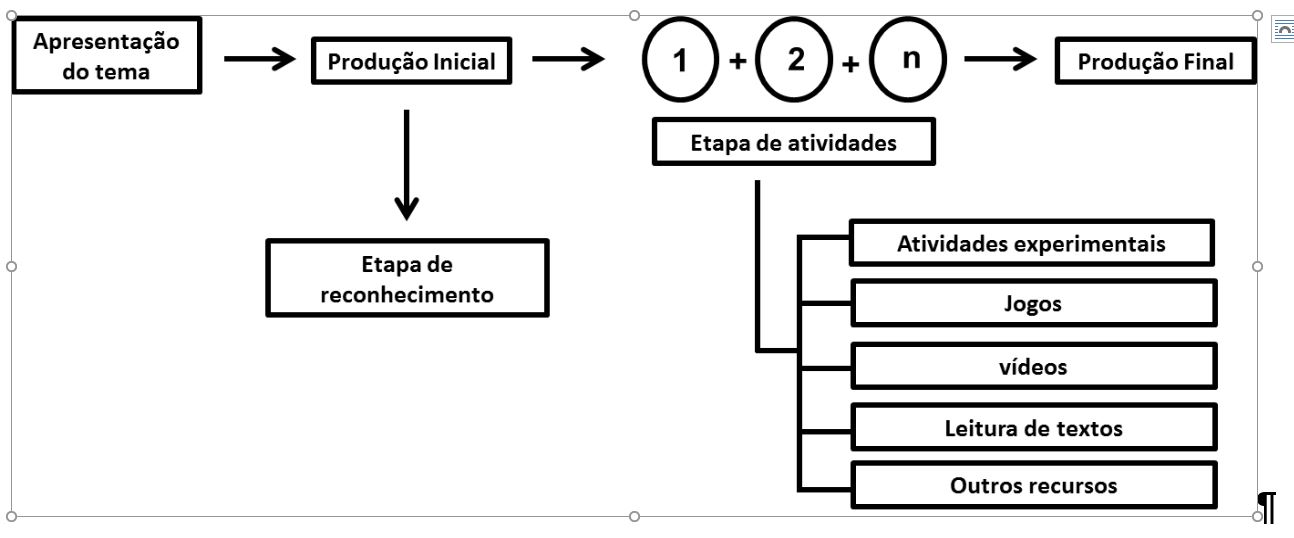 Apresentação
do tema
Produção Inicial
1 + 2 + n
Produção Final
Etapa de atividades
Etapa de
reconhecimento
Atividades experimentais
Jogos
vídeos
Leitura de textos
Outros recursos
¶